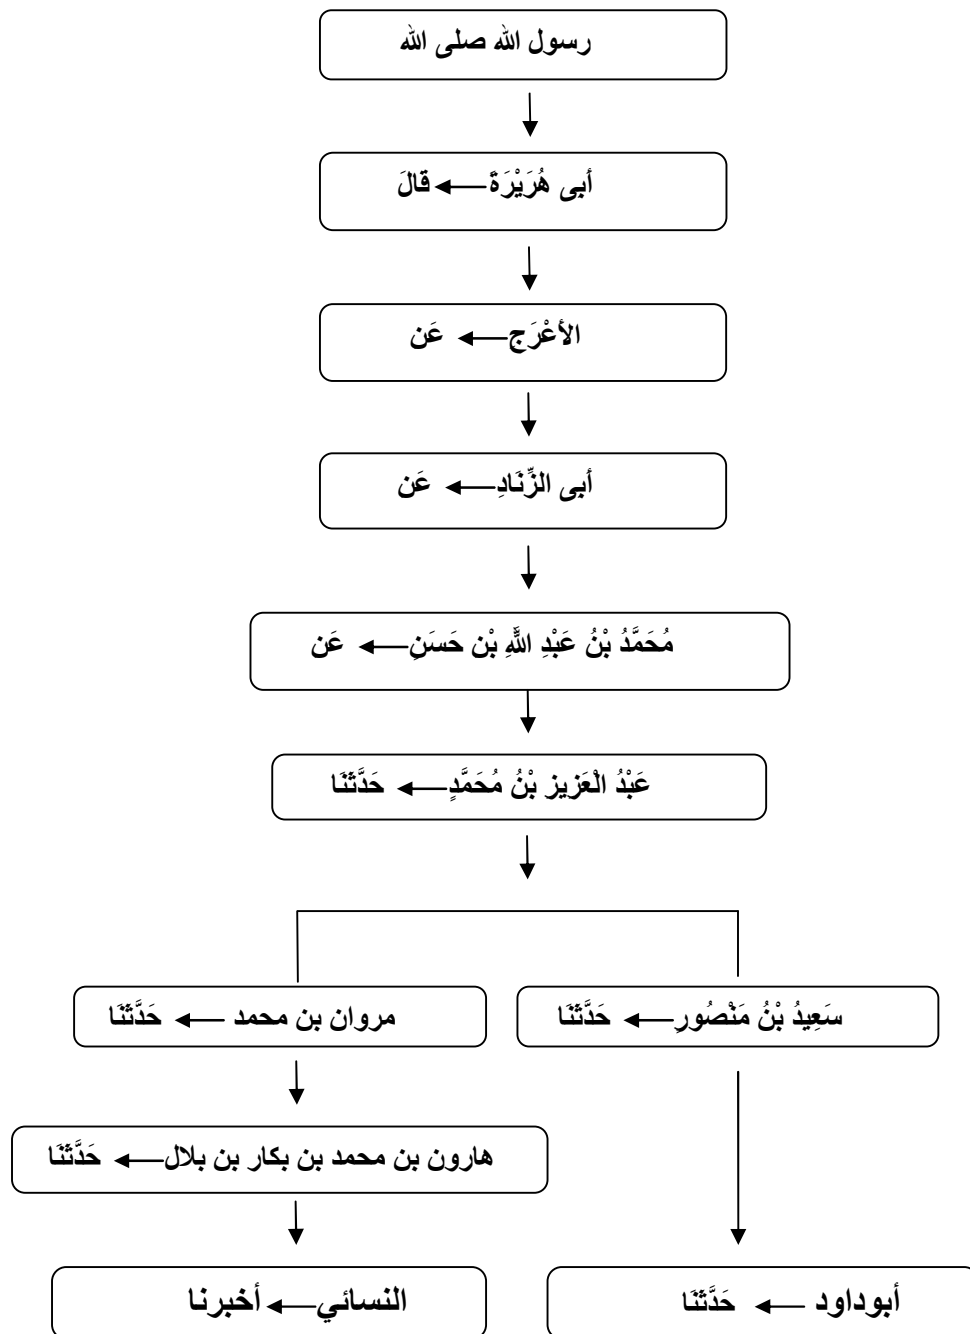 رسول الله صلى الله
أبى هُرَيْرَةَ قَالَ
الأَعْرَجِ عَن
أبى الزِّنَادِ عَن
مُحَمَّدُ بْنُ عَبْدِ اللَّهِ بْن حَسَنِ عَن
عَبْدُ الْعَزِيز بْنُ مُحَمَّدٍ حَدَّثَنَا
سَعِيدُ بْنُ مَنْصُورِ حَدَّثَنَا
مروان بن محمد حَدَّثَنَا
هارون بن محمد بن بكار بن بلال حَدَّثَنَا
أبوداود حَدَّثَنَا
النسائي أخبرنا